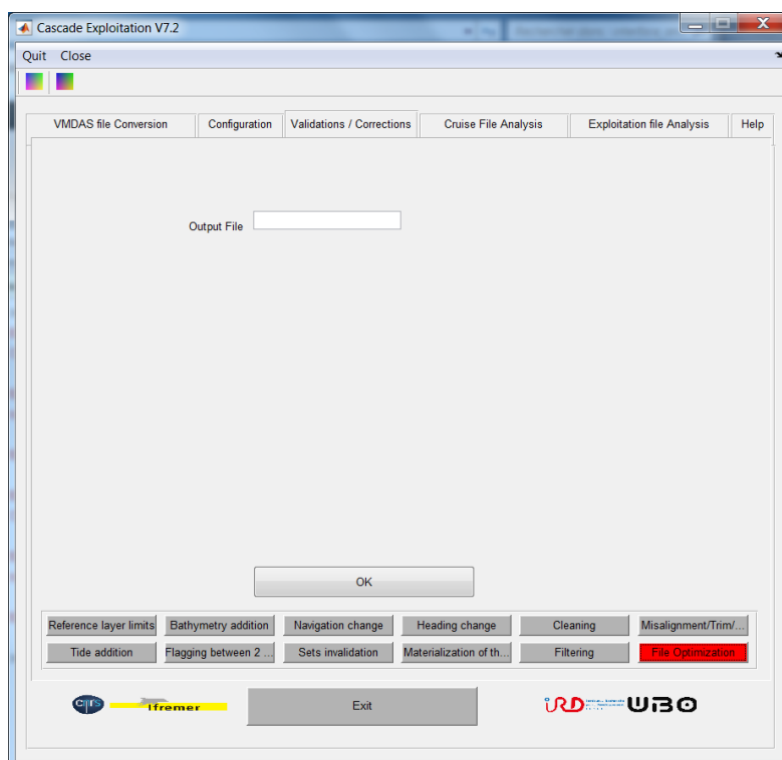 Cascade Exploitation V7.2
Quit Close
VMDAS file Conversion Configuration Validations / Corrections Cruise File Analysis Exploitation file Analysis Help
Output File
OK
Reference layer limits Bathymetry addition Navigation change Heading change Cleaning Misalignment/Trim/...
Tide addition Flagging between 2 ... Sets invalidation Materialization of th... Filtering File Optimization
cnrs Ifremer Exit IRD UBO